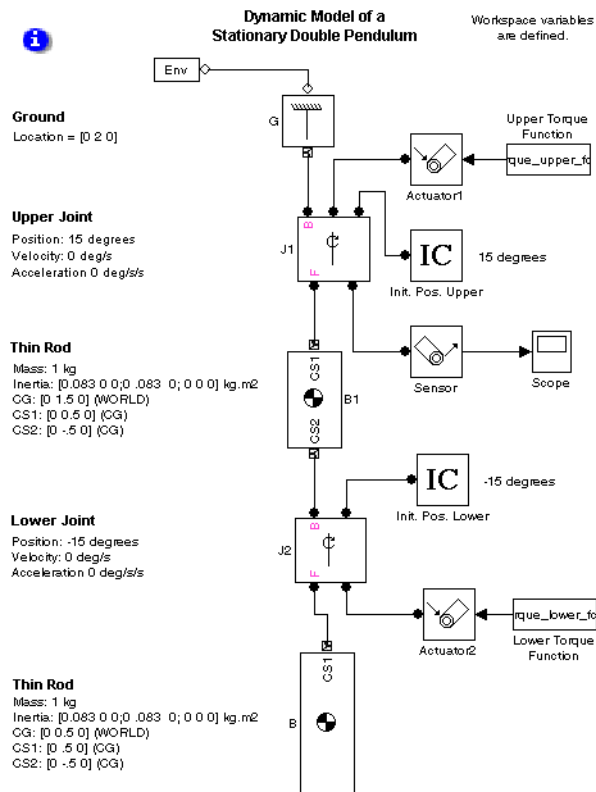 Dynamic Model of a
Stationary Double Pendulum
Workspace variables
are defined.
i
Env
Ground
Location = [0 2 0]
G
Upper Torque
Function
rque_upper_fc
Actuator1
Upper Joint
Position: 15 degrees
Velocity: 0 deg/s
Acceleration 0 deg/s/s
B
J1
F
IC
15 degrees
Init. Pos. Upper
Thin Rod
Mass: 1 kg
Inertia: [0.083 0 0;0 .083 0; 0 0 0] kg.m2
CG: [0 1.5 0] (WORLD)
CS1: [0 0.5 0] (CG)
CS2: [0 -.5 0] (CG)
CS1
CS2
B1
Sensor
Scope
IC
-15 degrees
Init. Pos. Lower
Lower Joint
Position: -15 degrees
Velocity: 0 deg/s
Acceleration 0 deg/s/s
B
J2
F
Actuator2
rque_lower_fc
Lower Torque
Function
Thin Rod
Mass: 1 kg
Inertia: [0.083 0 0;0 .083 0; 0 0 0] kg.m2
CG: [0 0.5 0] (WORLD)
CS1: [0 .5 0] (CG)
CS2: [0 -.5 0] (CG)
CS1
B